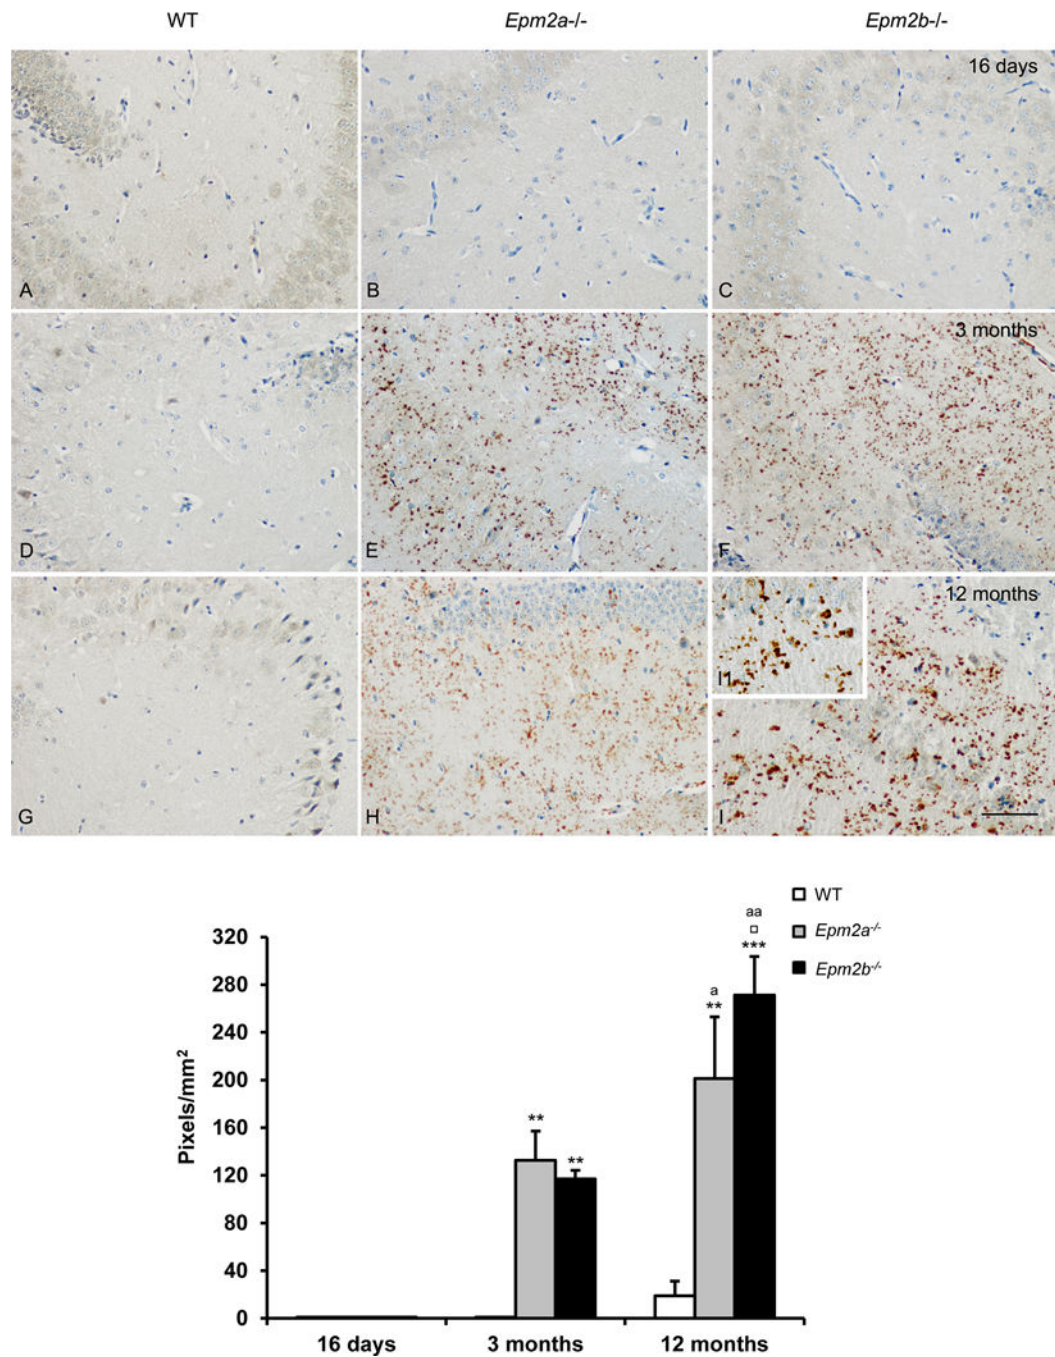 WT Epm2a-/- Epm2b-/-
16 days
A B C
3 months
D E F
12 months
I1
G H I
WT
aa
Epm2a-/-
***
Epm2b-/-
a
**
**
**
320
280
240
200
160
120
80
40
0
Pixels/mm²
16 days 3 months 12 months